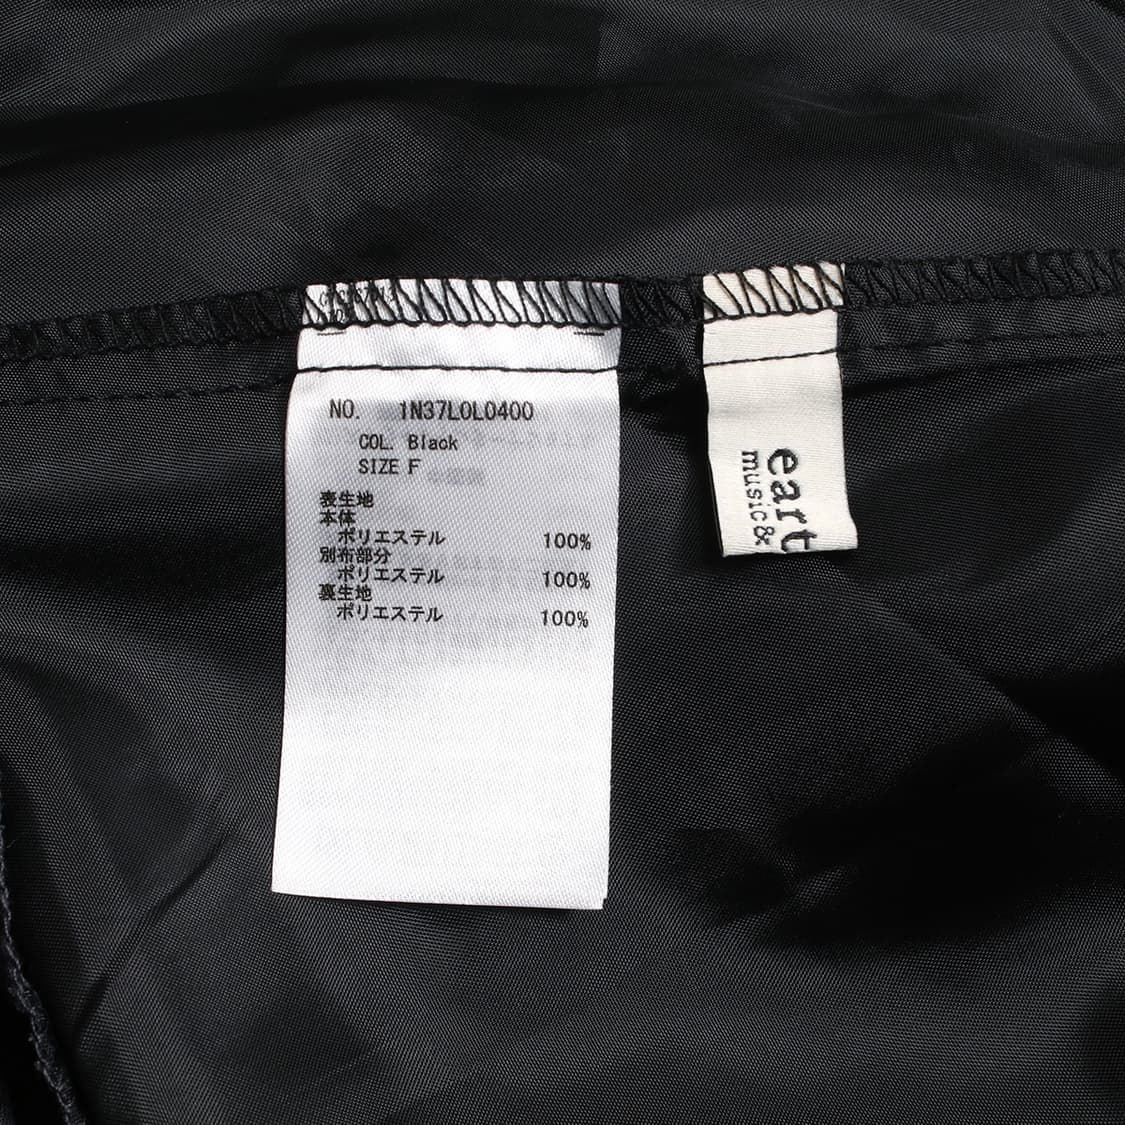 NO. 1N37L0L0400
COL. Black
SIZE F
表生地
本体
ポリエステル 100%
別布部分
ポリエステル 100%
裏生地
ポリエステル 100%
eart
music&